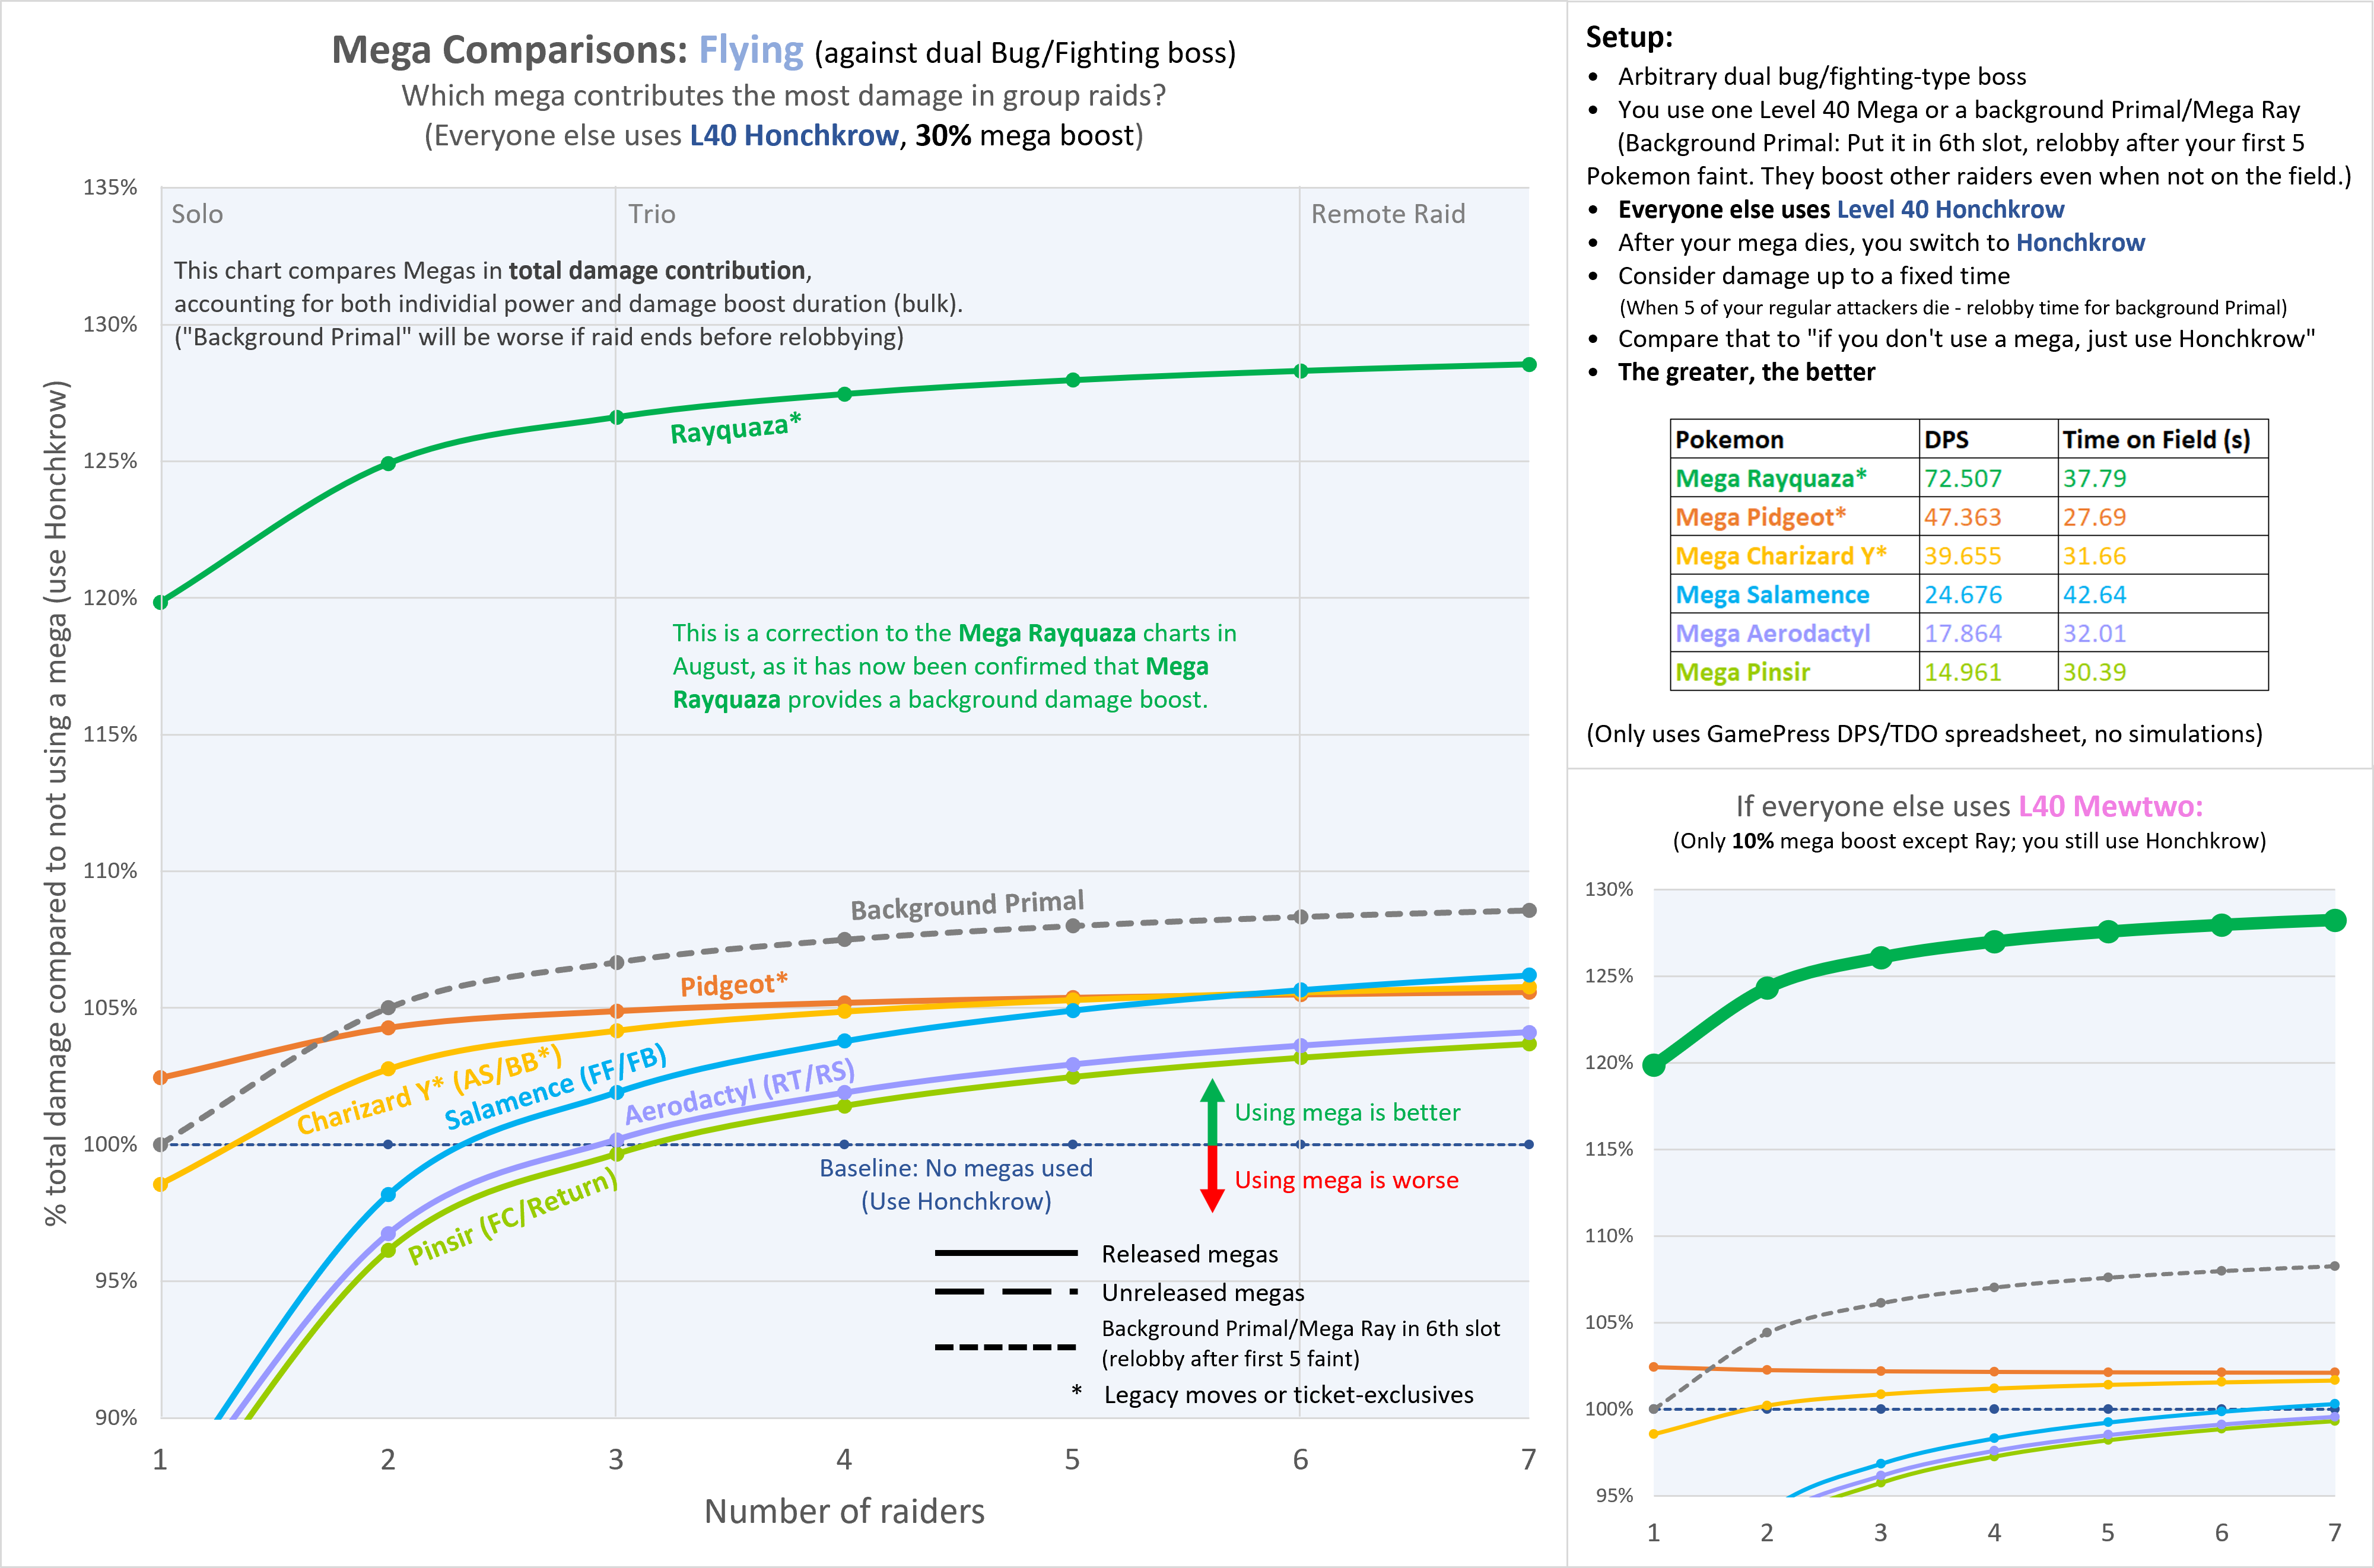 Mega Comparisons: Flying (against dual Bug/Fighting boss)
Which mega contributes the most damage in group raids?
(Everyone else uses L40 Honchkrow, 30% mega boost)
% total damage compared to not using a mega (use Honchkrow)
135%
130%
125%
120%
115%
110%
105%
100%
95%
90%
Solo
Trio
Remote Raid
This chart compares Megas in total damage contribution,
accounting for both individial power and damage boost duration (bulk).
("Background Primal" will be worse if raid ends before relobbying)
Rayquaza*
This is a correction to the Mega Rayquaza charts in
August, as it has now been confirmed that Mega
Rayquaza provides a background damage boost.
Background Primal
Pidgeot*
Charizard Y* (AS/BB*)
Salamence (FF/FB)
Aerodactyl (RT/RS)
Pinsir (FC/Return)
Using mega is better
Baseline: No megas used
(Use Honchkrow)
Using mega is worse
Released megas
Unreleased megas
Background Primal/Mega Ray in 6th slot
(relobby after first 5 faint)
* Legacy moves or ticket-exclusives
1 2 3 4 5 6 7
Number of raiders
Setup:
• Arbitrary dual bug/fighting-type boss
• You use one Level 40 Mega or a background Primal/Mega Ray
(Background Primal: Put it in 6th slot, relobby after your first 5
Pokemon faint. They boost other raiders even when not on the field.)
• Everyone else uses Level 40 Honchkrow
• After your mega dies, you switch to Honchkrow
• Consider damage up to a fixed time
(When 5 of your regular attackers die - relobby time for background Primal)
• Compare that to "if you don't use a mega, just use Honchkrow"
• The greater, the better
Pokemon DPS Time on Field (s)
Mega Rayquaza* 72.507 37.79
Mega Pidgeot* 47.363 27.69
Mega Charizard Y* 39.655 31.66
Mega Salamence 24.676 42.64
Mega Aerodactyl 17.864 32.01
Mega Pinsir 14.961 30.39
(Only uses GamePress DPS/TDO spreadsheet, no simulations)
If everyone else uses L40 Mewtwo:
(Only 10% mega boost except Ray; you still use Honchkrow)
130%
125%
120%
115%
110%
105%
100%
95%
1 2 3 4 5 6 7